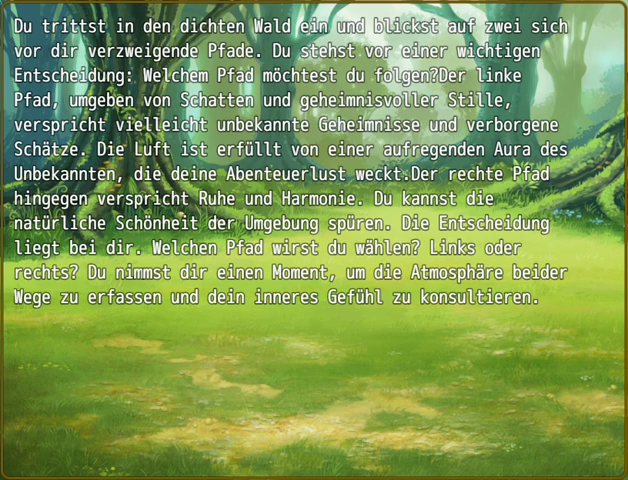 Du trittst in den dichten Wald ein und blickst auf zwei sich
vor dir verzweigende Pfade. Du stehst vor einer wichtigen
Entscheidung: Welchem Pfad möchtest du folgen?Der linke
Pfad, umgeben von Schatten und geheimnisvoller Stille,
verspricht vielleicht unbekannte Geheimnisse und verborgene
Schätze. Die Luft ist erfüllt von einer aufregenden Aura des
Unbekannten, die deine Abenteuerlust weckt.Der rechte Pfad
hingegen verspricht Ruhe und Harmonie. Du kannst die
natürliche Schönheit der Umgebung spüren. Die Entscheidung
liegt bei dir. Welchen Pfad wirst du wählen? Links oder
rechts? Du nimmst dir einen Moment, um die Atmosphäre beider
Wege zu erfassen und dein inneres Gefühl zu konsultieren.